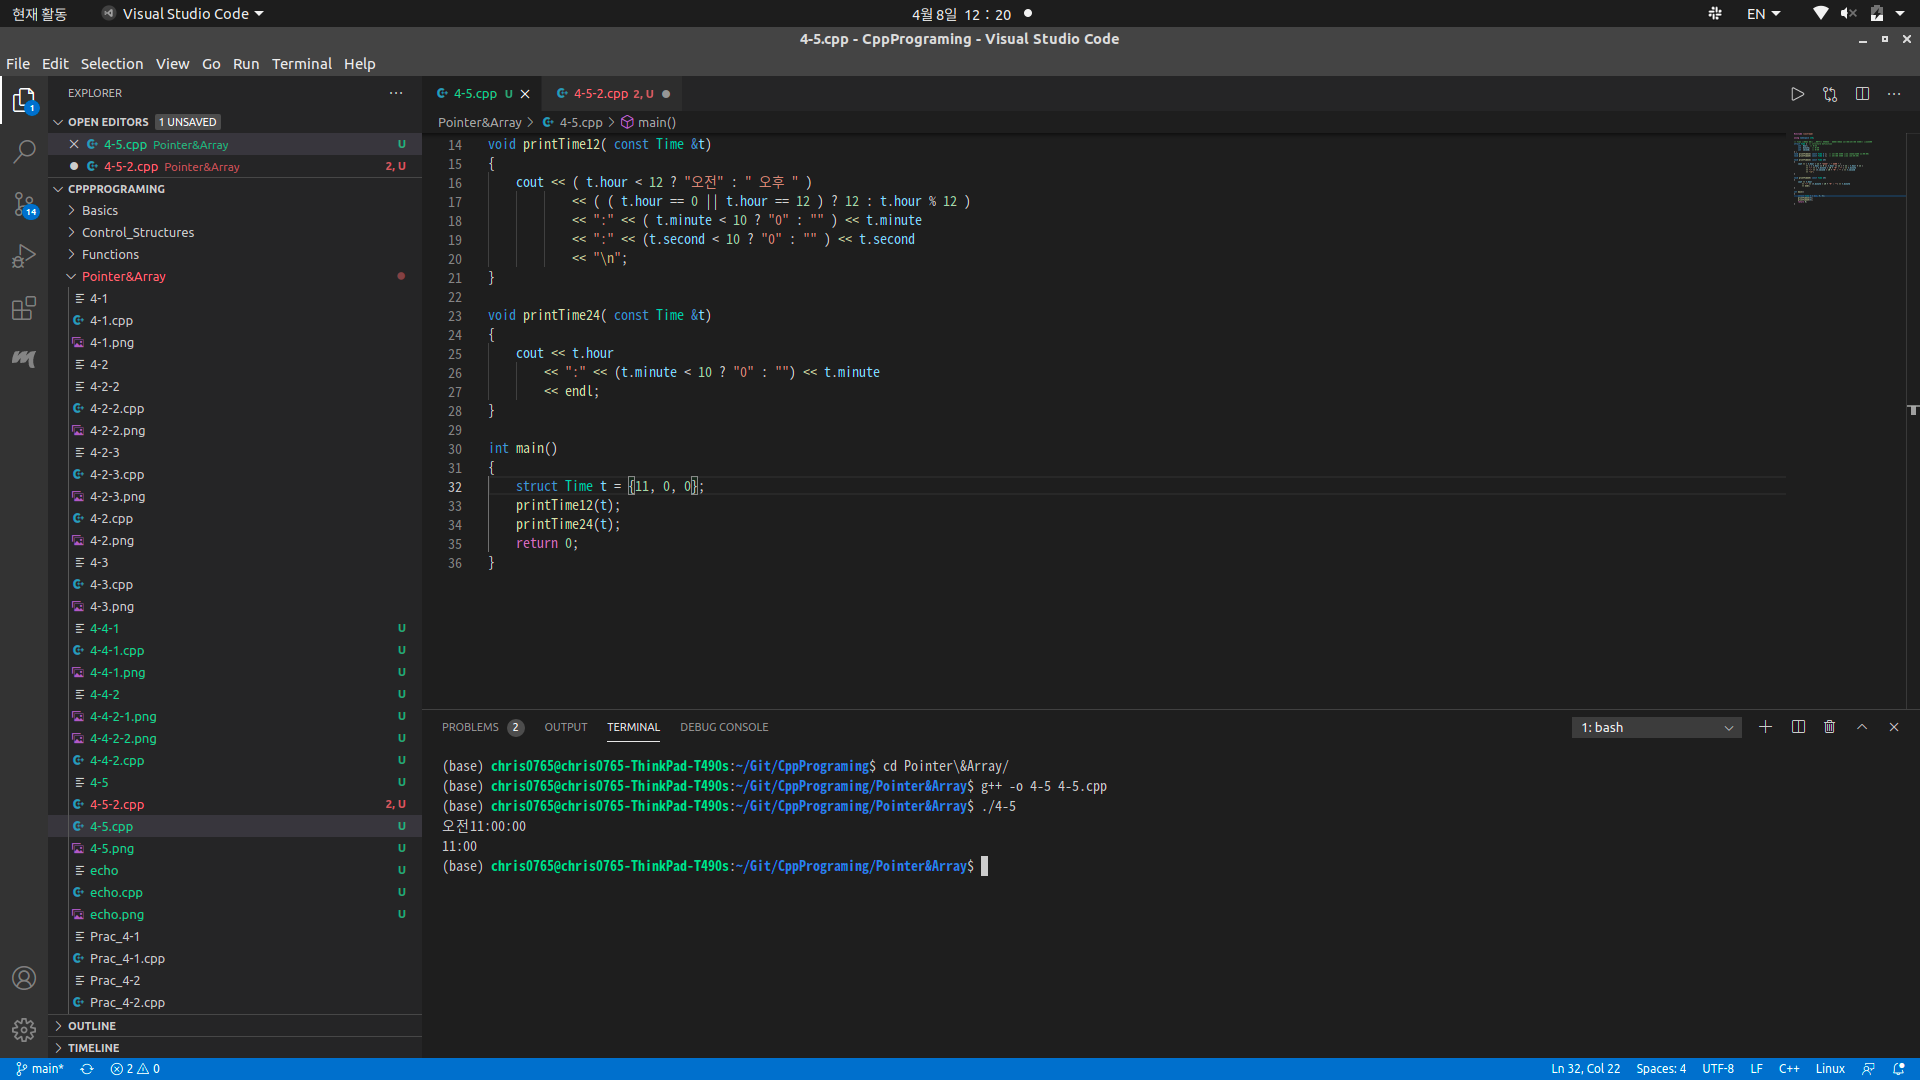 현재 활동
Visual Studio Code
4월 8일 12 : 20
EN
4-5.cpp - CppPrograming - Visual Studio Code
File Edit Selection View Go Run Terminal Help
EXPLORER
OPEN EDITORS 1 UNSAVED
4-5.cpp Pointer&Array U
4-5-2.cpp Pointer&Array 2, U
CPPPROGRAMING
Basics
Control_Structures
Functions
Pointer&Array
4-1
4-1.cpp
4-1.png
4-2
4-2-2
4-2-2.cpp
4-2-2.png
4-2-3
4-2-3.cpp
4-2-3.png
4-2.cpp
4-2.png
4-3
4-3.cpp
4-3.png
4-4-1 U
4-4-1.cpp U
4-4-1.png U
4-4-2 U
4-4-2-1.png U
4-4-2-2.png U
4-4-2.cpp U
4-5 U
4-5-2.cpp 2, U
4-5.cpp U
4-5.png U
echo U
echo.cpp U
echo.png U
Prac_4-1
Prac_4-1.cpp
Prac_4-2
Prac_4-2.cpp
OUTLINE
TIMELINE
1
14
4-5.cpp U
4-5-2.cpp 2, U
Pointer&Array > 4-5.cpp > main()
14 void printTime12( const Time &t)
15 {
16 cout << ( t.hour < 12 ? "오전" : " 오후 " )
17 << ( ( t.hour == 0 || t.hour == 12 ) ? 12 : t.hour % 12 )
18 << ":" << ( t.minute < 10 ? "0" : "" ) << t.minute
19 << ":" << (t.second < 10 ? "0" : "" ) << t.second
20 << "\n";
21 }
22
23 void printTime24( const Time &t)
24 {
25 cout << t.hour
26 << ":" << (t.minute < 10 ? "0" : "") << t.minute
27 << endl;
28 }
29
30 int main()
31 {
32 struct Time t = {11, 0, 0};
33 printTime12(t);
34 printTime24(t);
35 return 0;
36 }
PROBLEMS 2 OUTPUT TERMINAL DEBUG CONSOLE
1: bash
(base) chris0765@chris0765-ThinkPad-T490s:~/Git/CppPrograming$ cd Pointer\&Array/
(base) chris0765@chris0765-ThinkPad-T490s:~/Git/CppPrograming/Pointer&Array$ g++ -o 4-5 4-5.cpp
(base) chris0765@chris0765-ThinkPad-T490s:~/Git/CppPrograming/Pointer&Array$ ./4-5
오전11:00:00
11:00
(base) chris0765@chris0765-ThinkPad-T490s:~/Git/CppPrograming/Pointer&Array$
main* 2 0
Ln 32, Col 22 Spaces: 4 UTF-8 LF C++ Linux